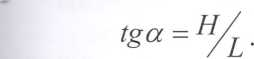 tgα = H/L.